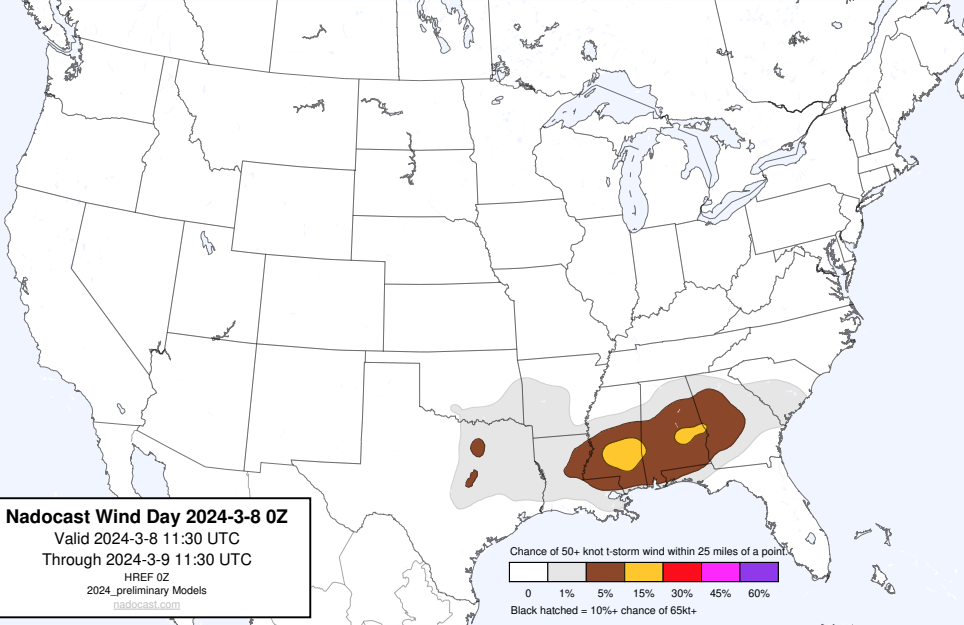 Nadocast Wind Day 2024-3-8 0Z
Valid 2024-3-8 11:30 UTC
Through 2024-3-9 11:30 UTC
HREF 0Z
2024_preliminary Models
nadocast.com
Chance of 50+ knot t-storm wind within 25 miles of a point.
0 1% 5% 15% 30% 45% 60%
Black hatched = 10%+ chance of 65kt+